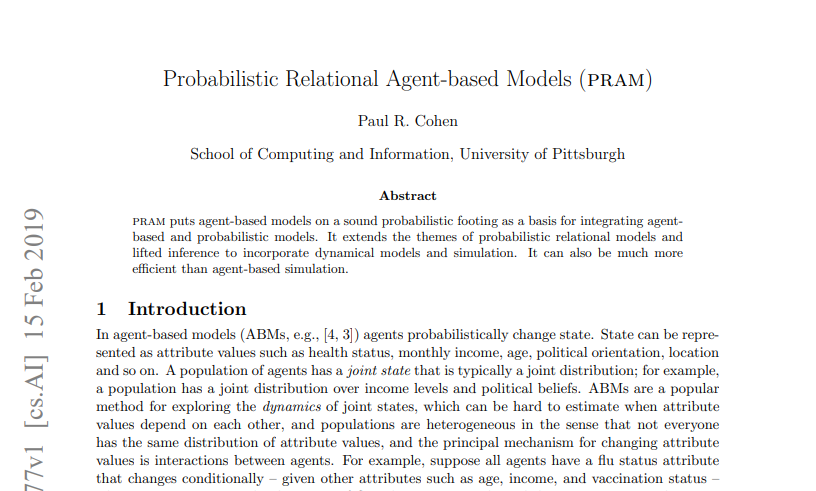 Probabilistic Relational Agent-based Models (PRAM)
Paul R. Cohen
School of Computing and Information, University of Pittsburgh
Abstract
PRAM puts agent-based models on a sound probabilistic footing as a basis for integrating agent-
based and probabilistic models. It extends the themes of probabilistic relational models and
lifted inference to incorporate dynamical models and simulation. It can also be much more
efficient than agent-based simulation.
1 Introduction
In agent-based models (ABMs, e.g., [4, 3]) agents probabilistically change state. State can be repre-
sented as attribute values such as health status, monthly income, age, political orientation, location
and so on. A population of agents has a joint state that is typically a joint distribution; for example,
a population has a joint distribution over income levels and political beliefs. ABMs are a popular
method for exploring the dynamics of joint states, which can be hard to estimate when attribute
values depend on each other, and populations are heterogeneous in the sense that not everyone
has the same distribution of attribute values, and the principal mechanism for changing attribute
values is interactions between agents. For example, suppose all agents have a flu status attribute
that changes conditionally – given other attributes such as age, income, and vaccination status –
77v1 [cs.AI] 15 Feb 2019